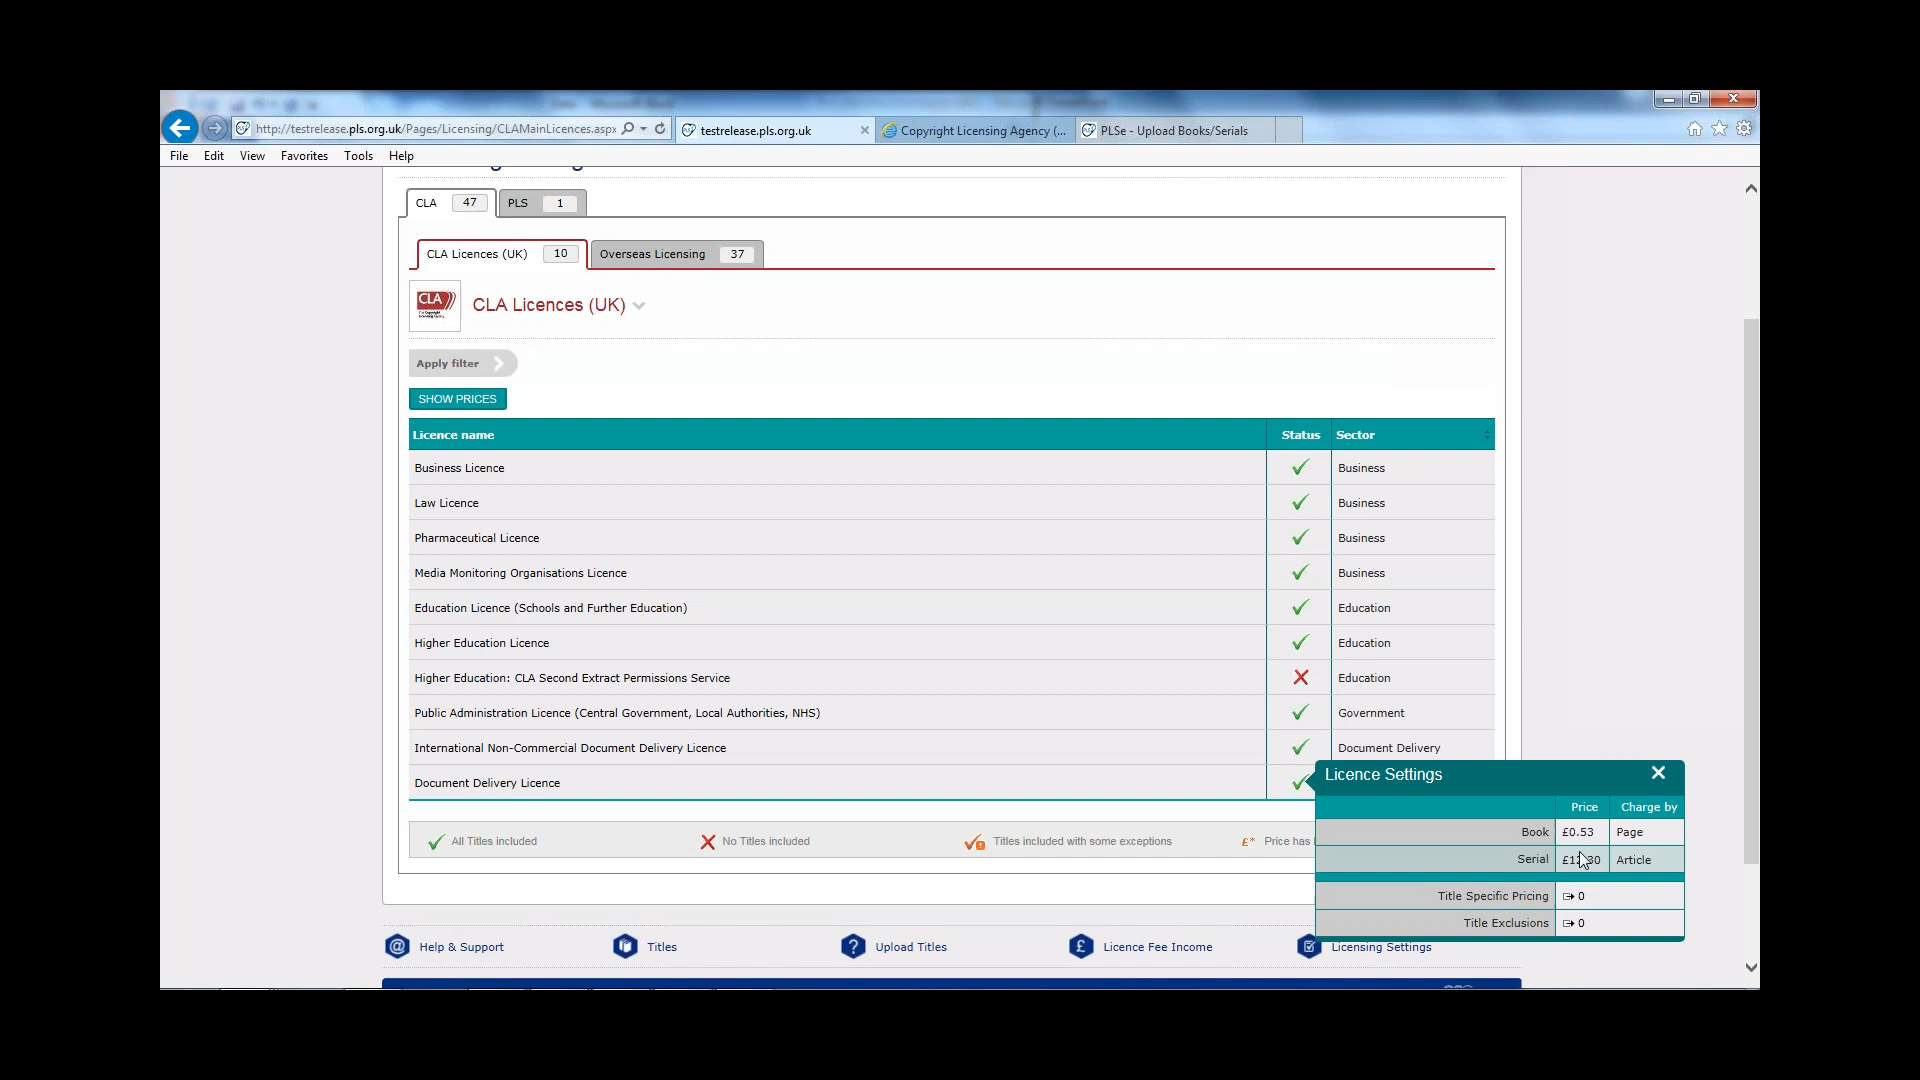 http://testrelease.pls.org.uk/Pages/Licensing/CLAMainLicences.aspx
testrelease.pls.org.uk
Copyright Licensing Agency (...
PLSe - Upload Books/Serials
File Edit View Favorites Tools Help
CLA 47 PLS 1
CLA Licences (UK) 10 Overseas Licensing 37
CLA CLA Licences (UK)
Apply filter
SHOW PRICES
Licence name Status Sector
Business Licence Business
Law Licence Business
Pharmaceutical Licence Business
Media Monitoring Organisations Licence Business
Education Licence (Schools and Further Education) Education
Higher Education Licence Education
Higher Education: CLA Second Extract Permissions Service Education
Public Administration Licence (Central Government, Local Authorities, NHS) Government
International Non-Commercial Document Delivery Licence Document Delivery
Document Delivery Licence
Licence Settings
Price Charge by
Book £0.53 Page
Serial Article
Title Specific Pricing 0
Title Exclusions 0
All Titles included No Titles included Titles included with some exceptions £* Price has
Help & Support Titles Upload Titles Licence Fee Income Licensing Settings